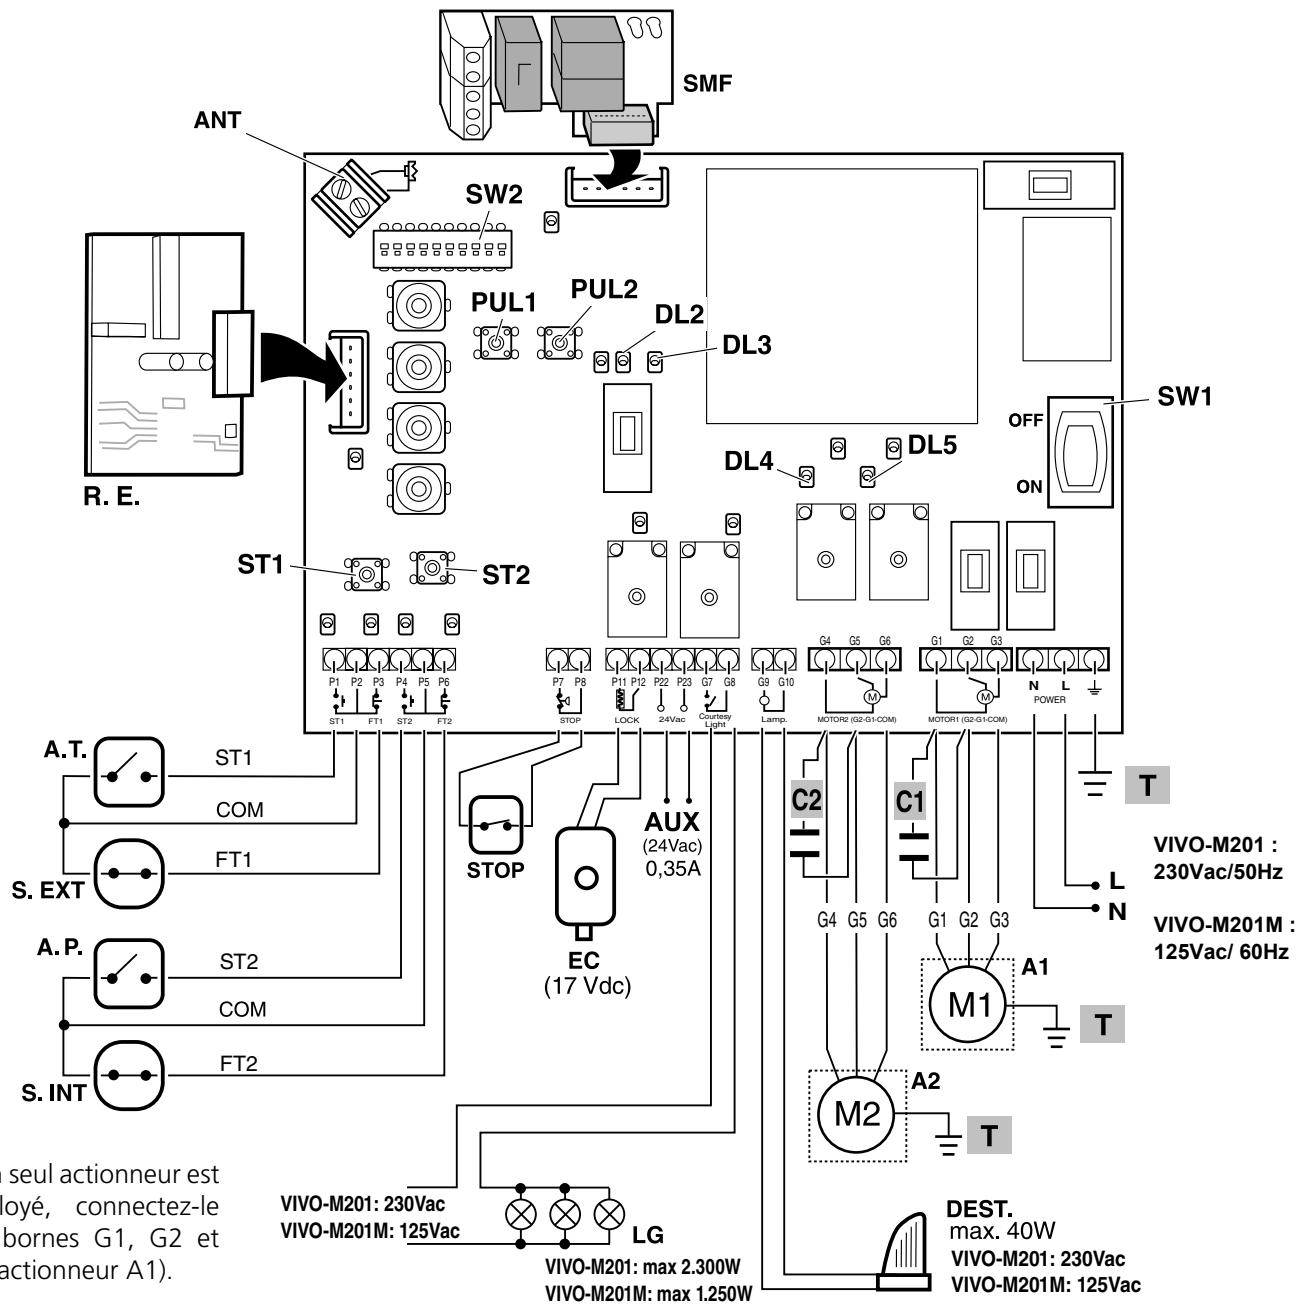 SMF
ANT
SW2
PUL1
PUL2
DL2
DL3
SW1
OFF
ON
DL4
DL5
R. E.
ST1
ST2
G4 G5 G6
G1 G2 G3
P1 P2 P3 P4 P5 P6
P7 P8
P11 P12 P22 P23 G7 G8
G9 G10
N L
POWER
M
M
ST1 FT1 ST2 FT2
STOP
LOCK
24Vac
Courtesy
Light
Lamp.
MOTOR2 (G2-G1-COM)
MOTOR1 (G2-G1-COM)
A.T.
ST1
COM
FT1
S. EXT
A.P.
ST2
COM
FT2
S. INT
STOP
EC
(17 Vdc)
AUX
(24Vac)
0,35A
C2
C1
T
VIVO-M201 :
230Vac/50Hz
L
N
VIVO-M201M :
125Vac/ 60Hz
G4 G5 G6
G1 G2 G3
A1
M1
T
A2
M2
T
seul actionneur est
loyé, connectez-le
bornes G1, G2 et
actionneur A1).
VIVO-M201: 230Vac
VIVO-M201M: 125Vac
LG
VIVO-M201: max 2.300W
VIVO-M201M: max 1.250W
DEST.
max. 40W
VIVO-M201: 230Vac
VIVO-M201M: 125Vac